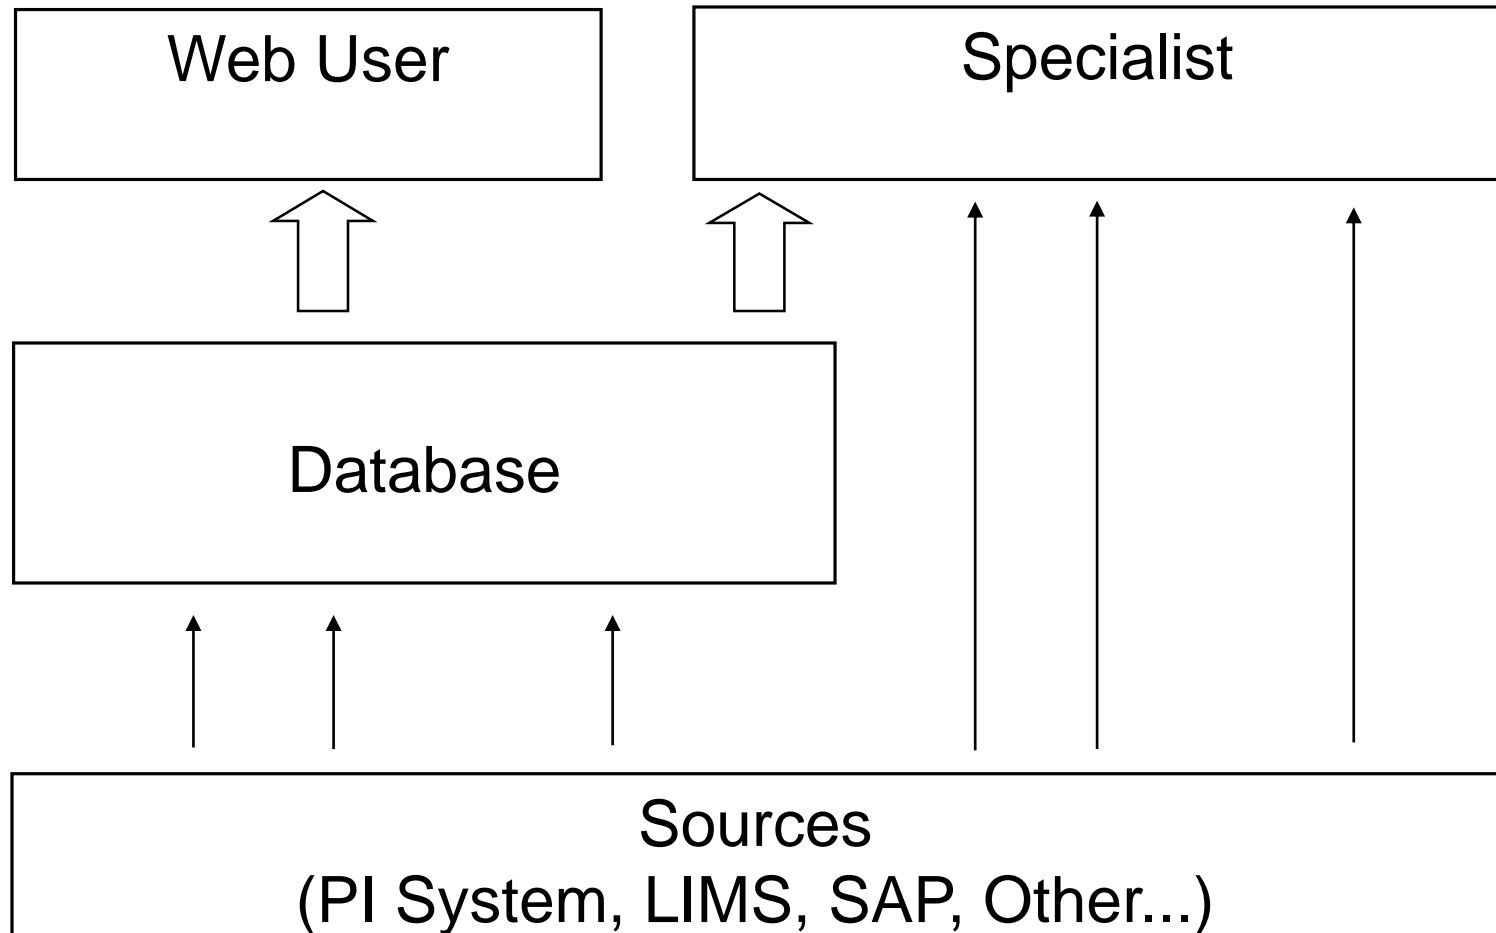 Web User
Specialist
Database
Sources
(PI System, LIMS, SAP, Other...)